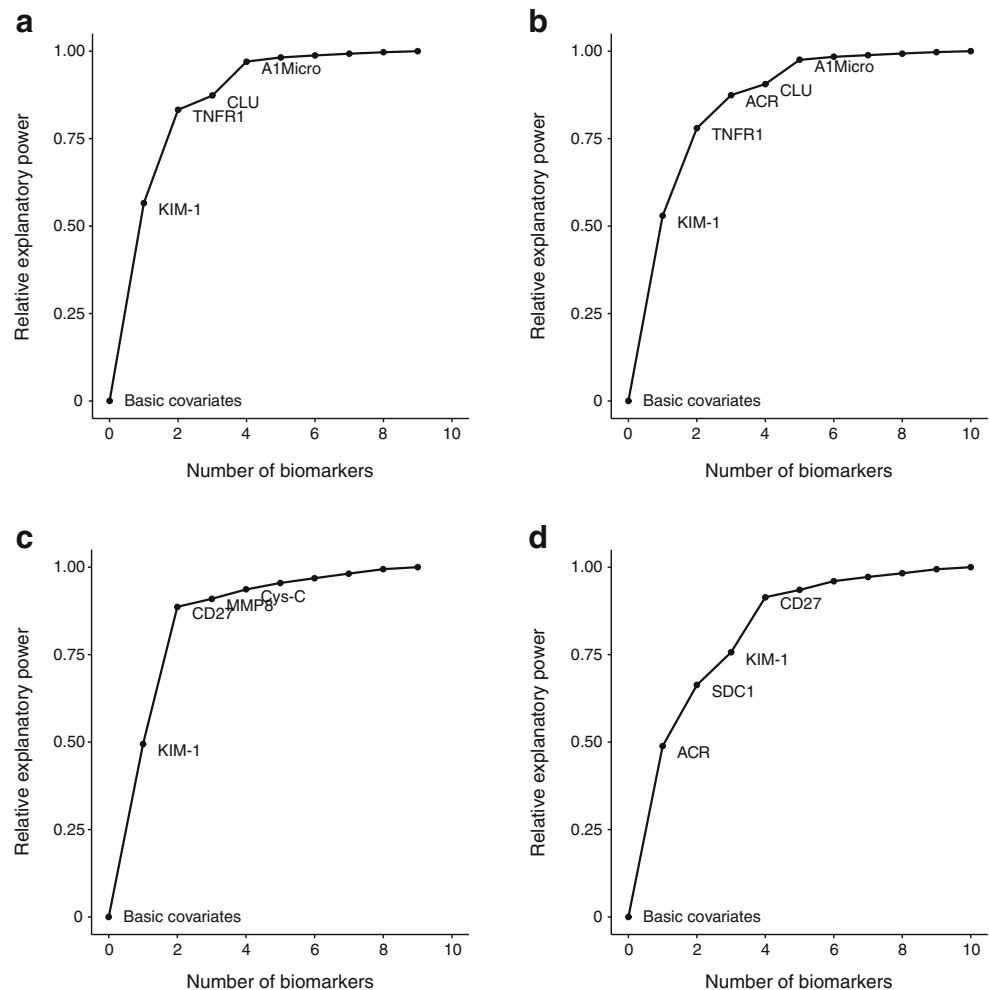 a
Relative explanatory power
1.00
0.75
0.50
0.25
0
A1Micro
CLU
TNFR1
KIM-1
Basic covariates
0 2 4 6 8 10
Number of biomarkers
b
Relative explanatory power
1.00
0.75
0.50
0.25
0
A1Micro
CLU
ACR
TNFR1
KIM-1
Basic covariates
0 2 4 6 8 10
Number of biomarkers
c
Relative explanatory power
1.00
0.75
0.50
0.25
0
Cys-C
MMP8
CD27
KIM-1
Basic covariates
0 2 4 6 8 10
Number of biomarkers
d
Relative explanatory power
1.00
0.75
0.50
0.25
0
CD27
KIM-1
SDC1
ACR
Basic covariates
0 2 4 6 8 10
Number of biomarkers